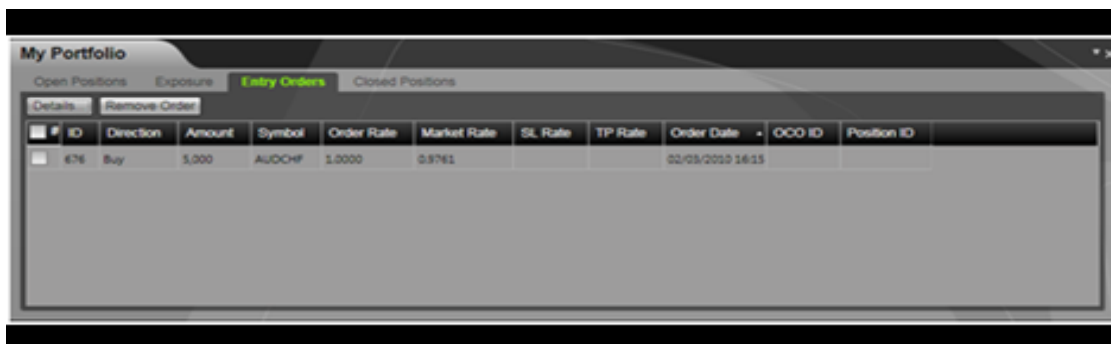 My Portfolio
Open Positions Exposure Entry Orders Closed Positions
Details... Remove Order
# ID Direction Amount Symbol Order Rate Market Rate SL Rate TP Rate Order Date OCO ID Position ID
676 Buy 5,000 AUDCHF 1.0000 0.9761 02/03/2010 16:15